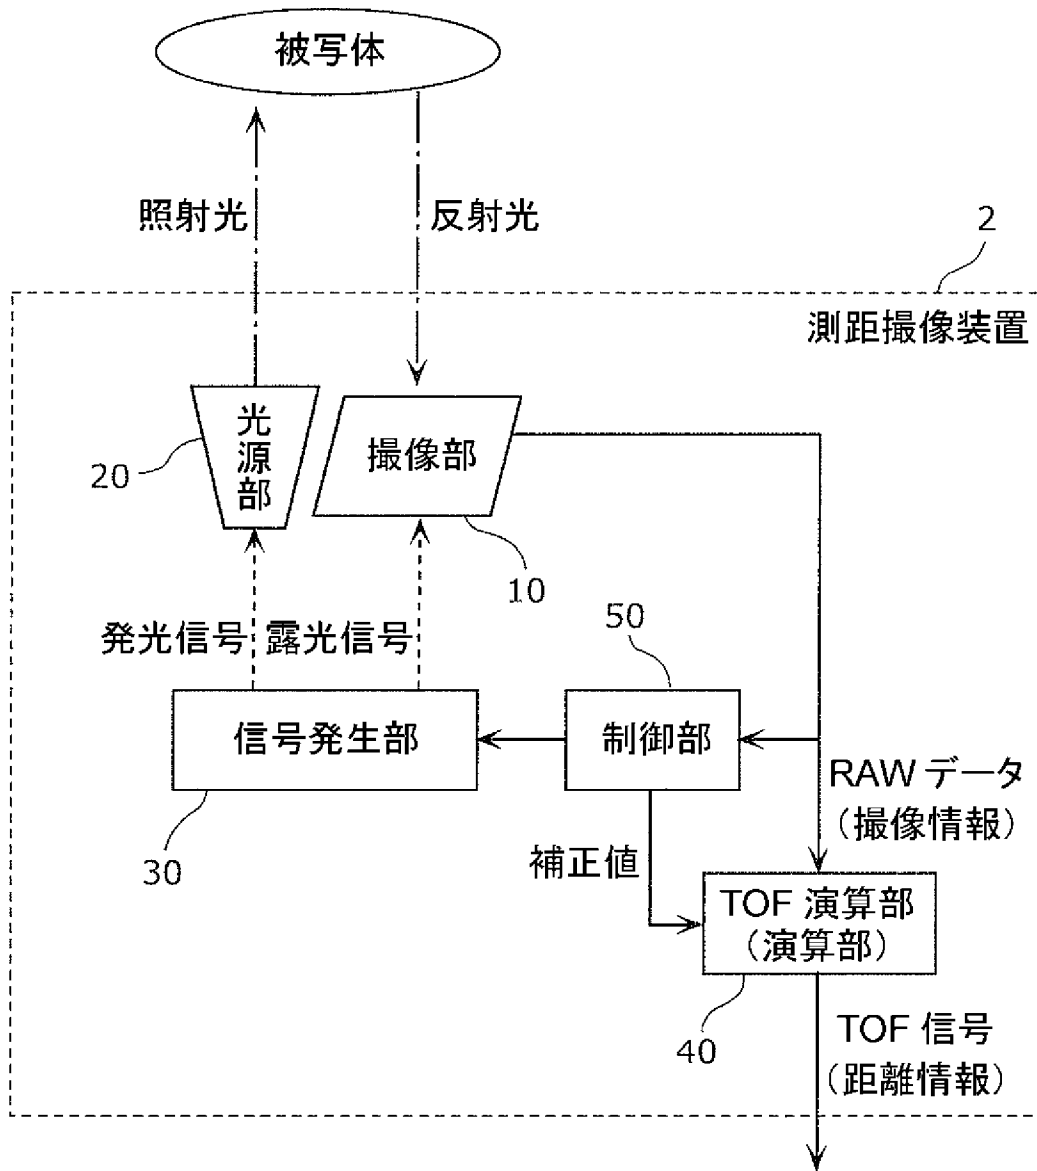 被写体
照射光
反射光
2
測距撮像装置
光源部
撮像部
20
10
50
発光信号
露光信号
信号発生部
制御部
RAW データ
（撮像情報）
30
補正値
TOF 演算部
（演算部）
40
TOF 信号
（距離情報）